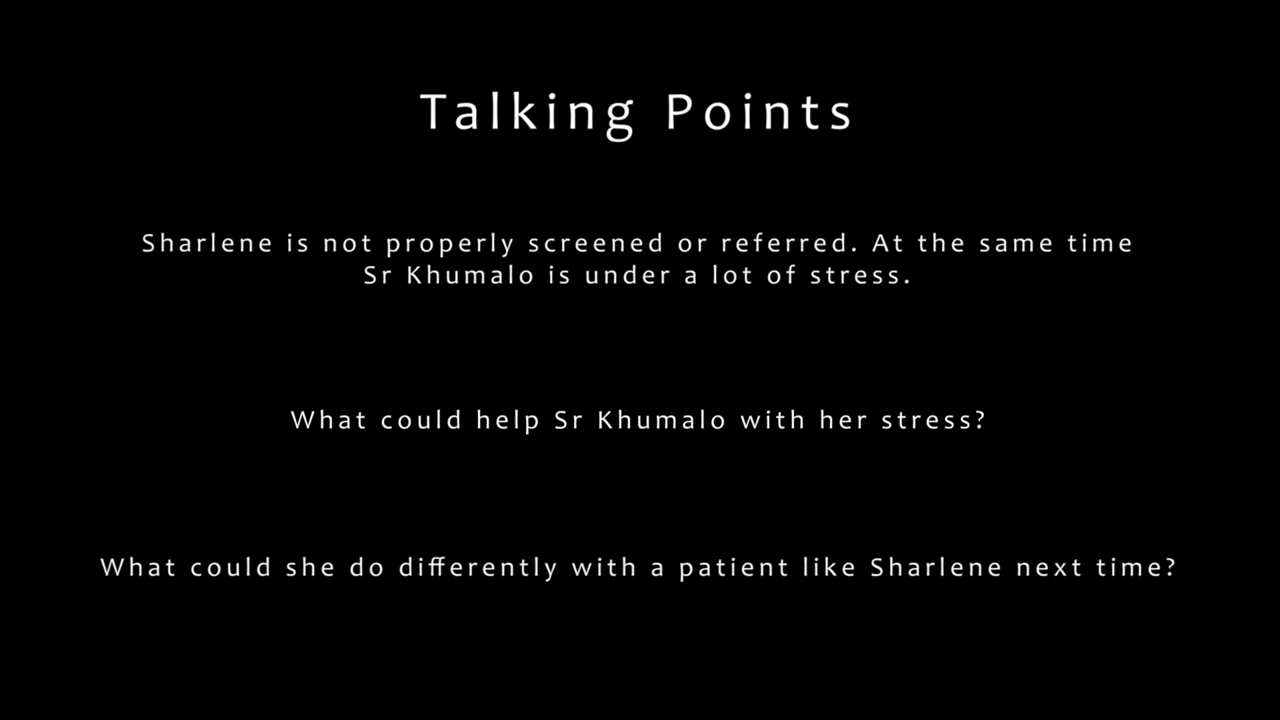 Talking Points
Sharlene is not properly screened or referred. At the same time
Sr Khumalo is under a lot of stress.
What could help Sr Khumalo with her stress?
What could she do differently with a patient like Sharlene next time?